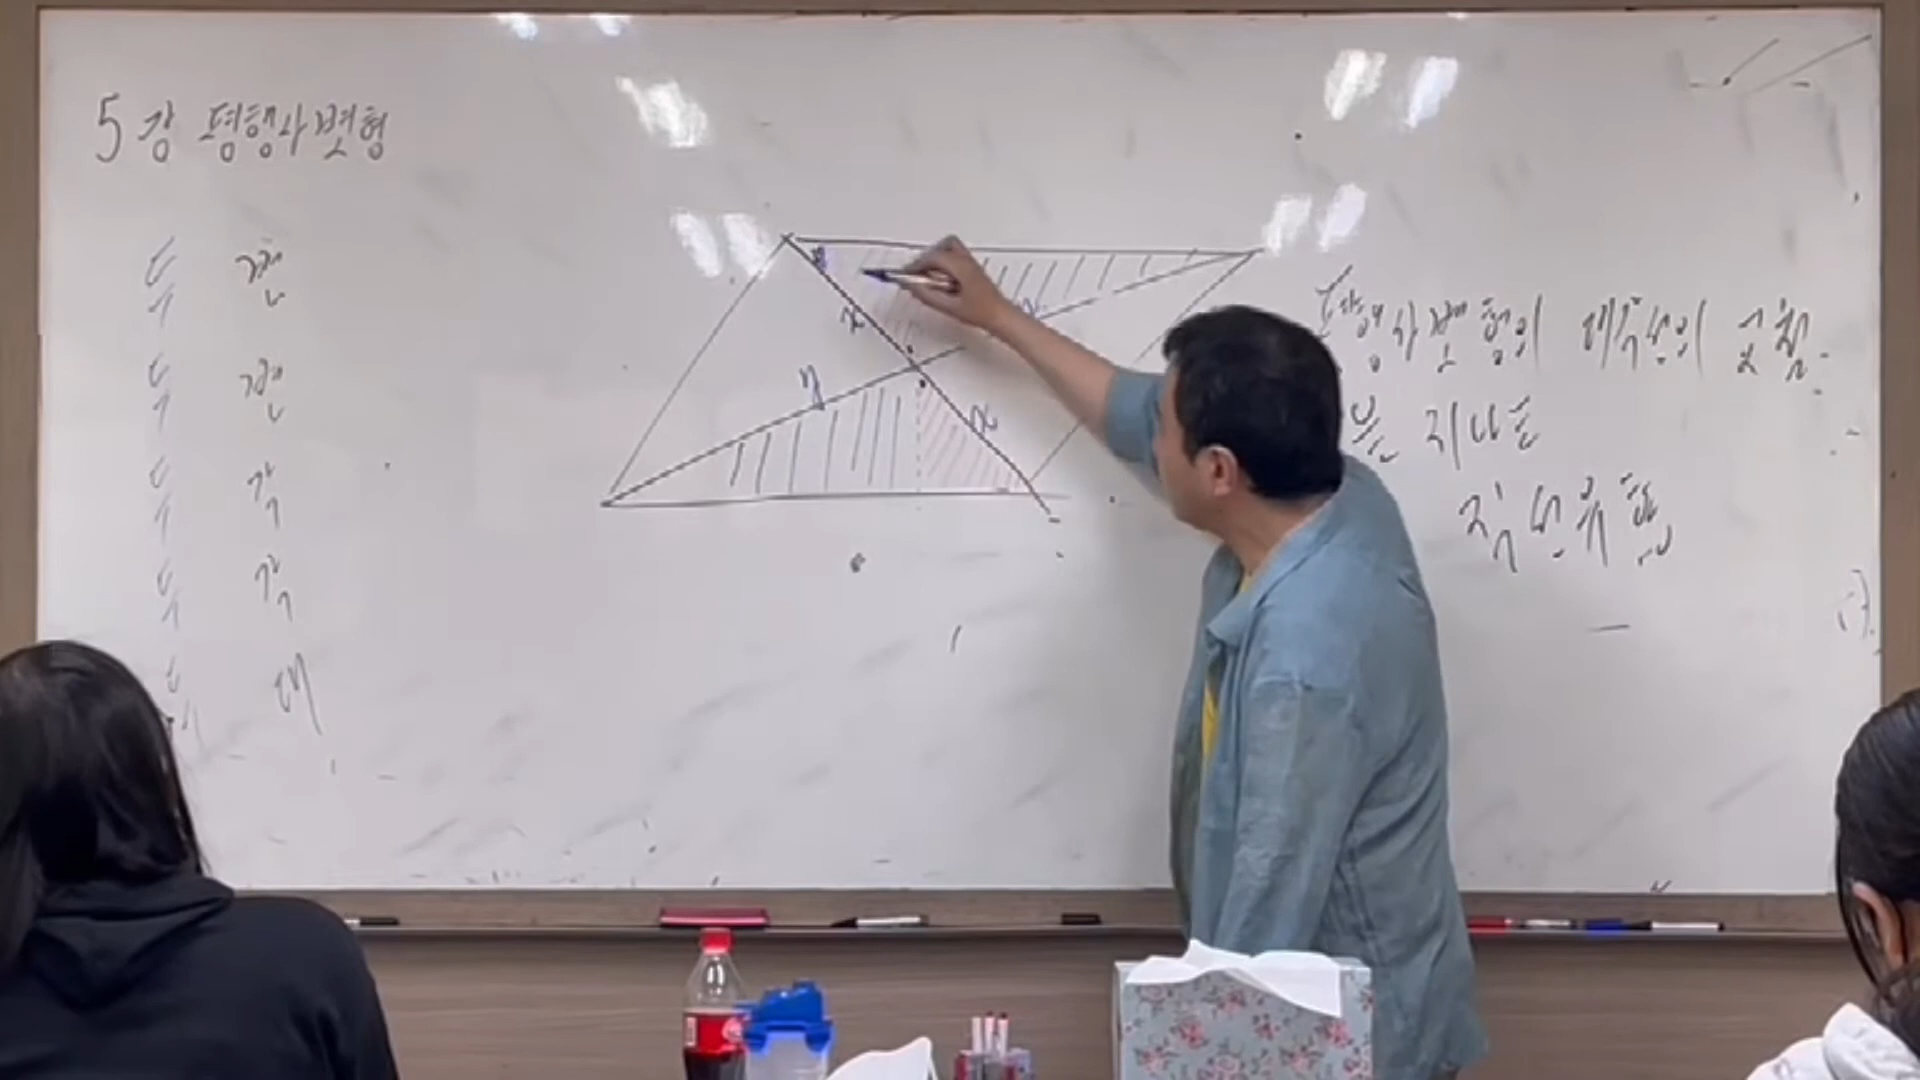 5강 평행사변형
두 변
두 변
두 각
두 각
두 대
x
y
x
평행사변형의 대각선의 교점
을 지나는
직선유형